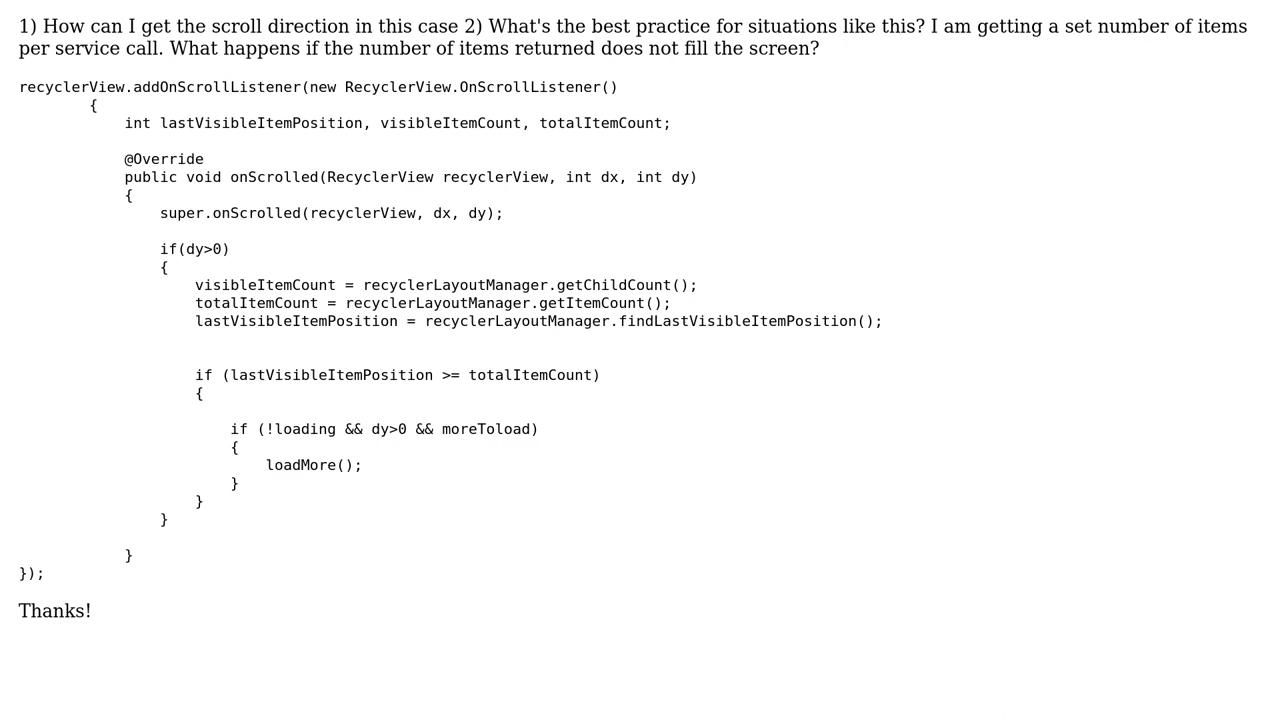 1) How can I get the scroll direction in this case 2) What's the best practice for situations like this? I am getting a set number of items
per service call. What happens if the number of items returned does not fill the screen?
recyclerView.addOnScrollListener(new RecyclerView.OnScrollListener()
        {
            int lastVisibleItemPosition, visibleItemCount, totalItemCount;

            @Override
            public void onScrolled(RecyclerView recyclerView, int dx, int dy)
            {
                super.onScrolled(recyclerView, dx, dy);

                if(dy>0)
                {
                    visibleItemCount = recyclerLayoutManager.getChildCount();
                    totalItemCount = recyclerLayoutManager.getItemCount();
                    lastVisibleItemPosition = recyclerLayoutManager.findLastVisibleItemPosition();


                    if (lastVisibleItemPosition >= totalItemCount)
                    {

                        if (!loading && dy>0 && moreToload)
                        {
                            loadMore();
                        }
                    }
                }

            }
});
Thanks!